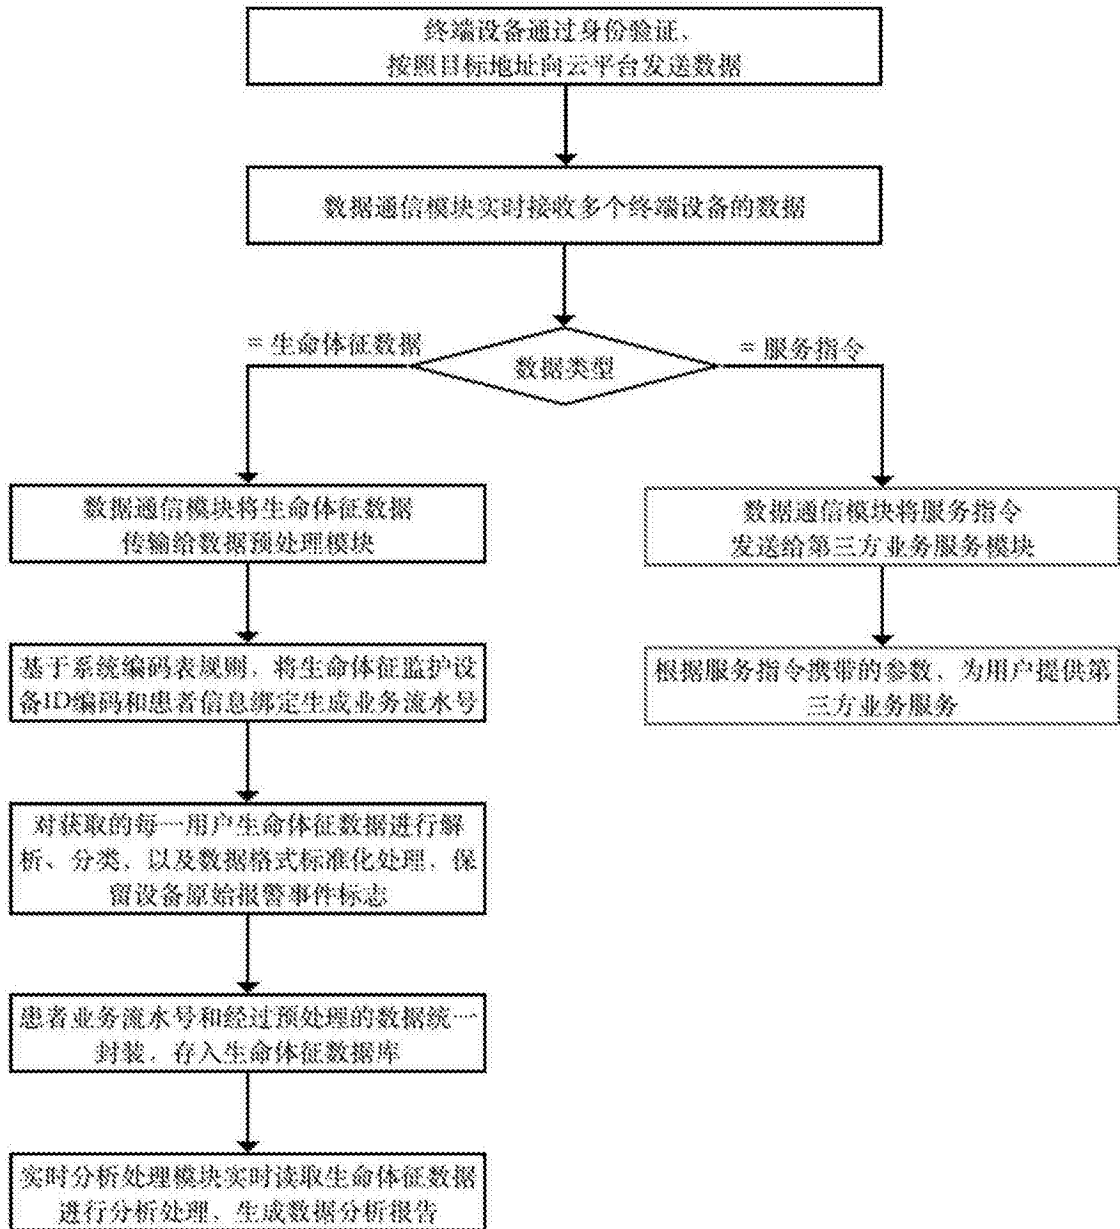 终端设备通过身份验证，
按照目标地址向云平台发送数据
数据通信模块实时接收多个终端设备的数据
= 生命体征数据
数据类型
= 服务指令
数据通信模块将生命体征数据
传输给数据预处理模块
数据通信模块将服务指令
发送给第三方业务服务模块
基于系统编码表规则，将生命体征监护设
备ID编码和患者信息绑定生成业务流水号
根据服务指令携带的参数，为用户提供第
三方业务服务
对获取的每一用户生命体征数据进行解
析、分类，以及数据格式标准化处理，保
留设备原始报警事件标志
患者业务流水号和经过预处理的数据统一
封装，存入生命体征数据库
实时分析处理模块实时读取生命体征数据
进行分析处理，生成数据分析报告